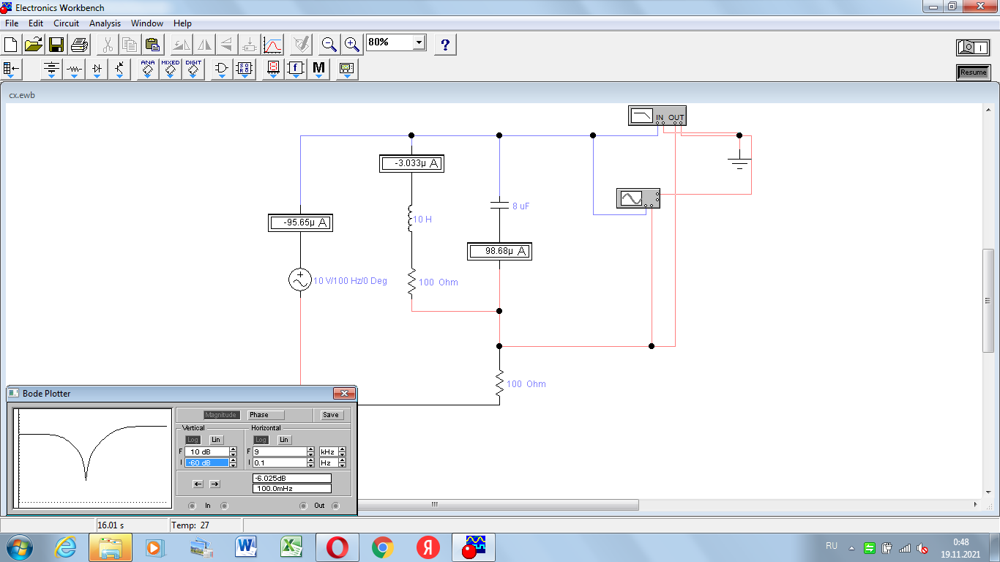 Electronics Workbench
File Edit Circuit Analysis Window Help
80%
?
ANA MIXED DIGIT
f M
I
Resume
cx.ewb
IN OUT
-3.033µ A
8 uF
10 H
-95.65µ A
98.68µ A
10 V/100 Hz/0 Deg
100 Ohm
100 Ohm
Bode Plotter
Magnitude Phase Save
Vertical Horizontal
Log Lin Log Lin
F 10 dB F 9 kHz
I -60 dB I 0.1 Hz
-6.025dB
100.0mHz
In Out
16.01 s Temp: 27
RU 0:48
19.11.2021